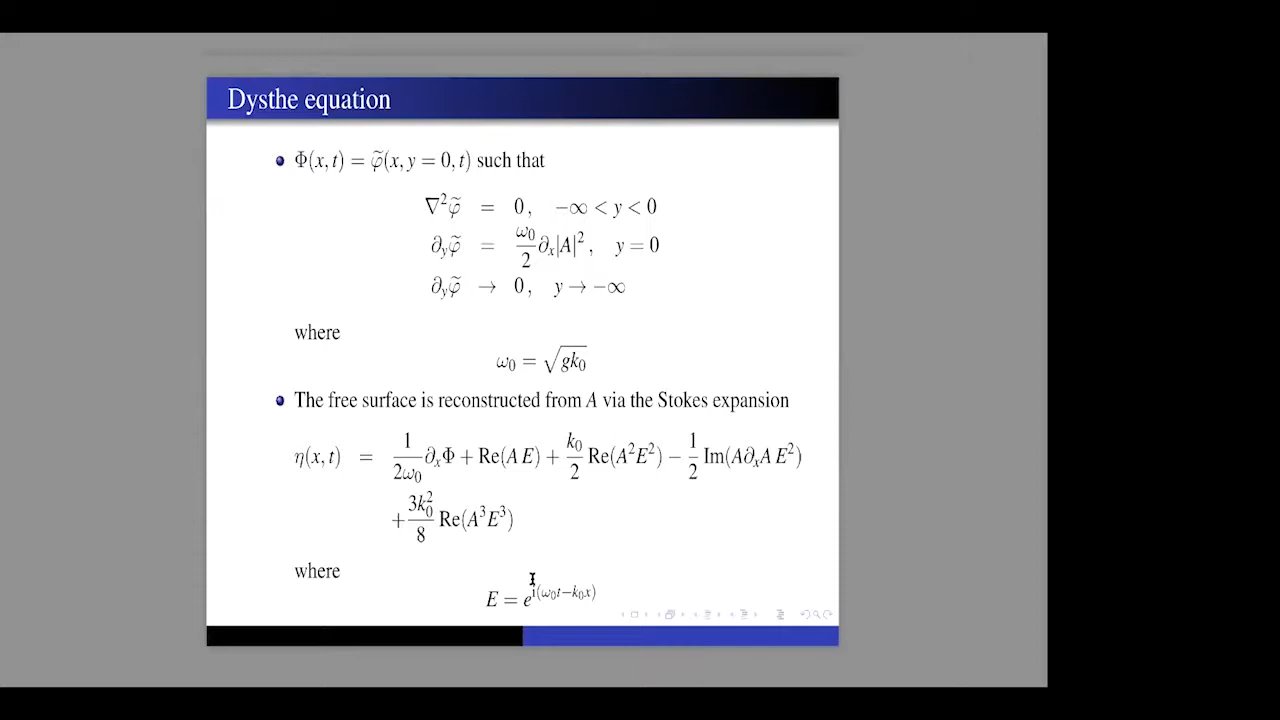 Dysthe equation
Φ(x, t) = φ̃(x, y = 0, t) such that
∇²φ̃ = 0 , −∞ < y < 0
∂yφ̃ = ω₀/2 ∂x|A|² , y = 0
∂yφ̃ → 0 , y → −∞
where
ω₀ = √gk₀
The free surface is reconstructed from A via the Stokes expansion
η(x, t) = 1/2ω₀ ∂xΦ + Re(A E) + k₀/2 Re(A²E²) − 1/2 Im(A∂xA E²)
+ 3k₀²/8 Re(A³E³)
where
E = e^i(ω₀t−k₀x)